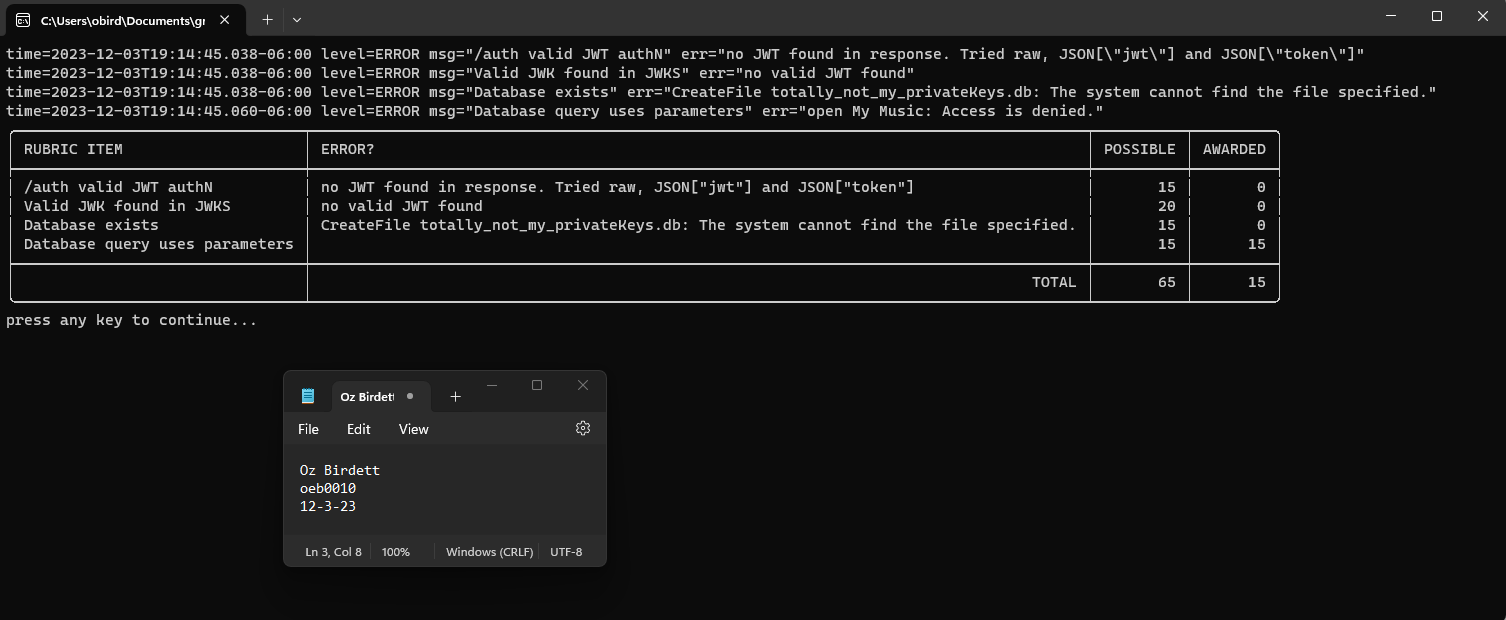 C:\Users\obird\Documents\gr
time=2023-12-03T19:14:45.038-06:00 level=ERROR msg="/auth valid JWT authN" err="no JWT found in response. Tried raw, JSON[\"jwt\"] and JSON[\"token\"]"
time=2023-12-03T19:14:45.038-06:00 level=ERROR msg="Valid JWK found in JWKS" err="no valid JWT found"
time=2023-12-03T19:14:45.038-06:00 level=ERROR msg="Database exists" err="CreateFile totally_not_my_privateKeys.db: The system cannot find the file specified."
time=2023-12-03T19:14:45.060-06:00 level=ERROR msg="Database query uses parameters" err="open My Music: Access is denied."
RUBRIC ITEM ERROR? POSSIBLE AWARDED
/auth valid JWT authN no JWT found in response. Tried raw, JSON["jwt"] and JSON["token"] 15 0
Valid JWK found in JWKS no valid JWT found 20 0
Database exists CreateFile totally_not_my_privateKeys.db: The system cannot find the file specified. 15 0
Database query uses parameters 15 15
TOTAL 65 15
press any key to continue...
Oz Birdett
File Edit View
Oz Birdett
oeb0010
12-3-23
Ln 3, Col 8 100% Windows (CRLF) UTF-8